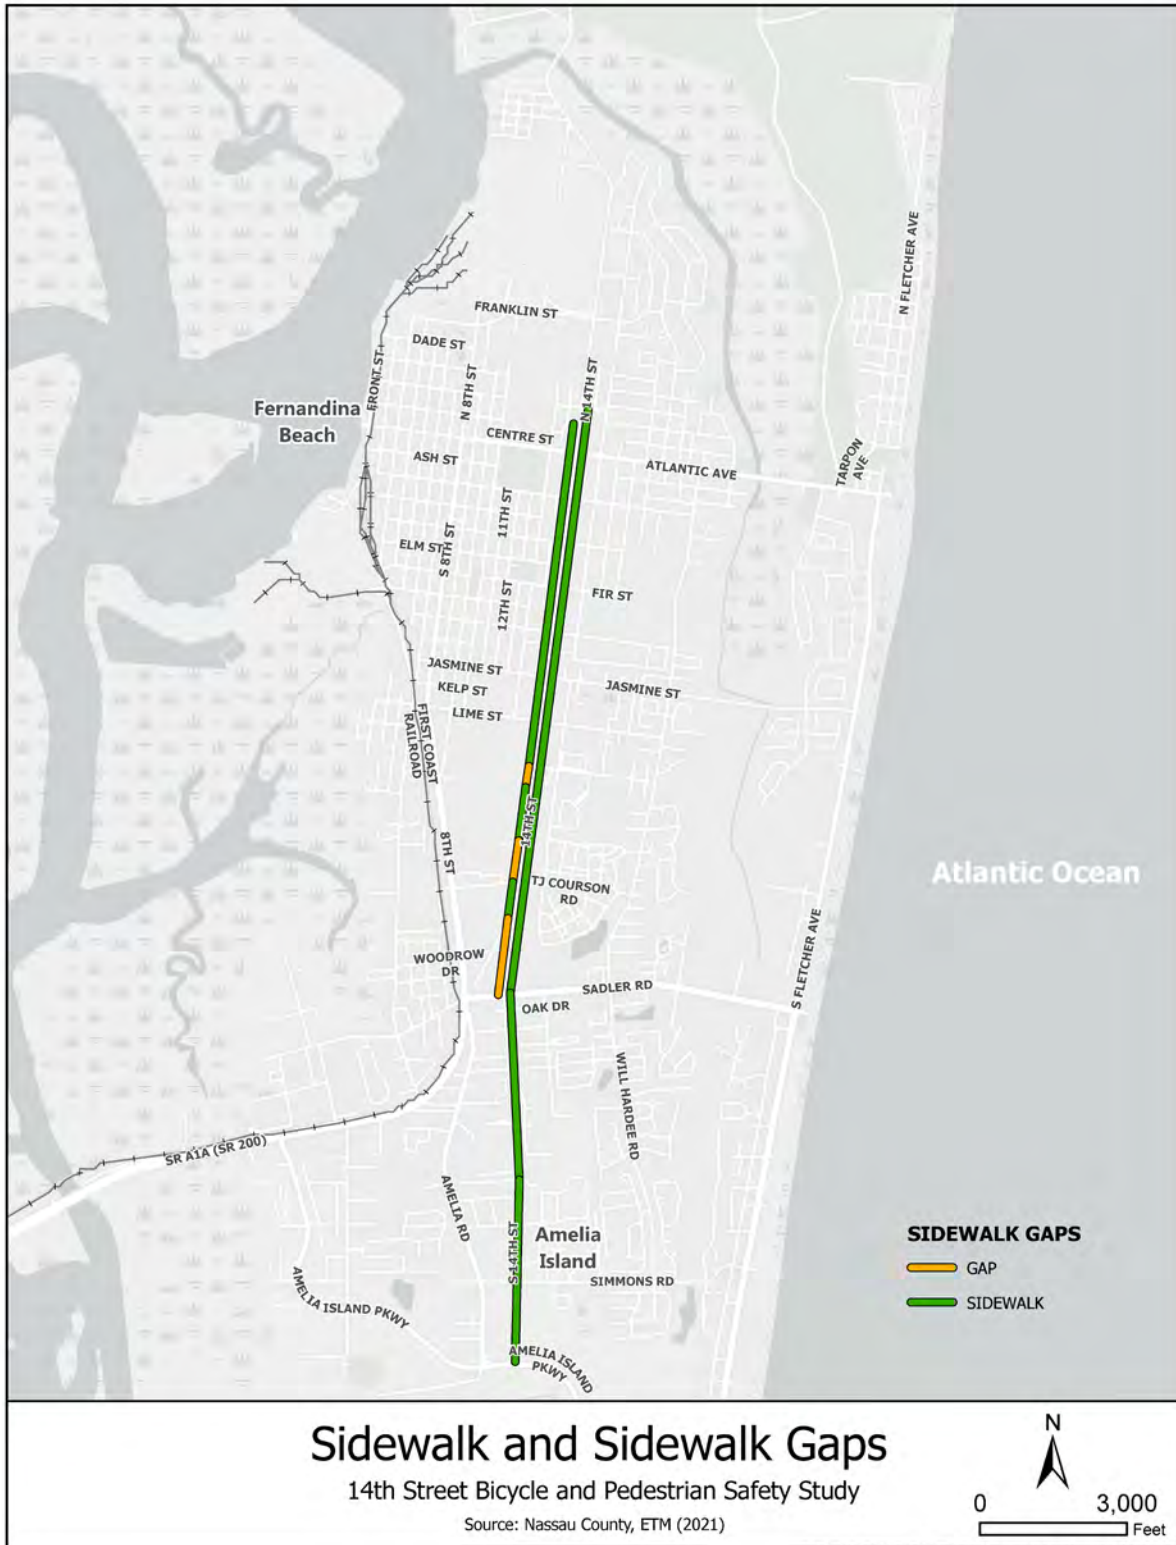 N FLETCHER AVE
FRANKLIN ST
DADE ST
FRONT ST
N 8TH ST
N 14TH ST
Fernandina
Beach
CENTRE ST
ASH ST
ATLANTIC AVE
TARPON
AVE
11TH ST
S 8TH ST
ELM ST
12TH ST
FIR ST
JASMINE ST
KELP ST
JASMINE ST
LIME ST
FIRST COAST
RAILROAD
14TH ST
8TH ST
TJ COURSON
RD
Atlantic Ocean
WOODROW
DR
S FLETCHER AVE
SADLER RD
OAK DR
WILL HARDEE RD
SR A1A (SR 200)
AMELIA RD
S 14TH ST
Amelia
Island
SIMMONS RD
AMELIA ISLAND PKWY
AMELIA ISLAND
PKWY
SIDEWALK GAPS
GAP
SIDEWALK
Sidewalk and Sidewalk Gaps
14th Street Bicycle and Pedestrian Safety Study
Source: Nassau County, ETM (2021)
N
0 3,000
Feet